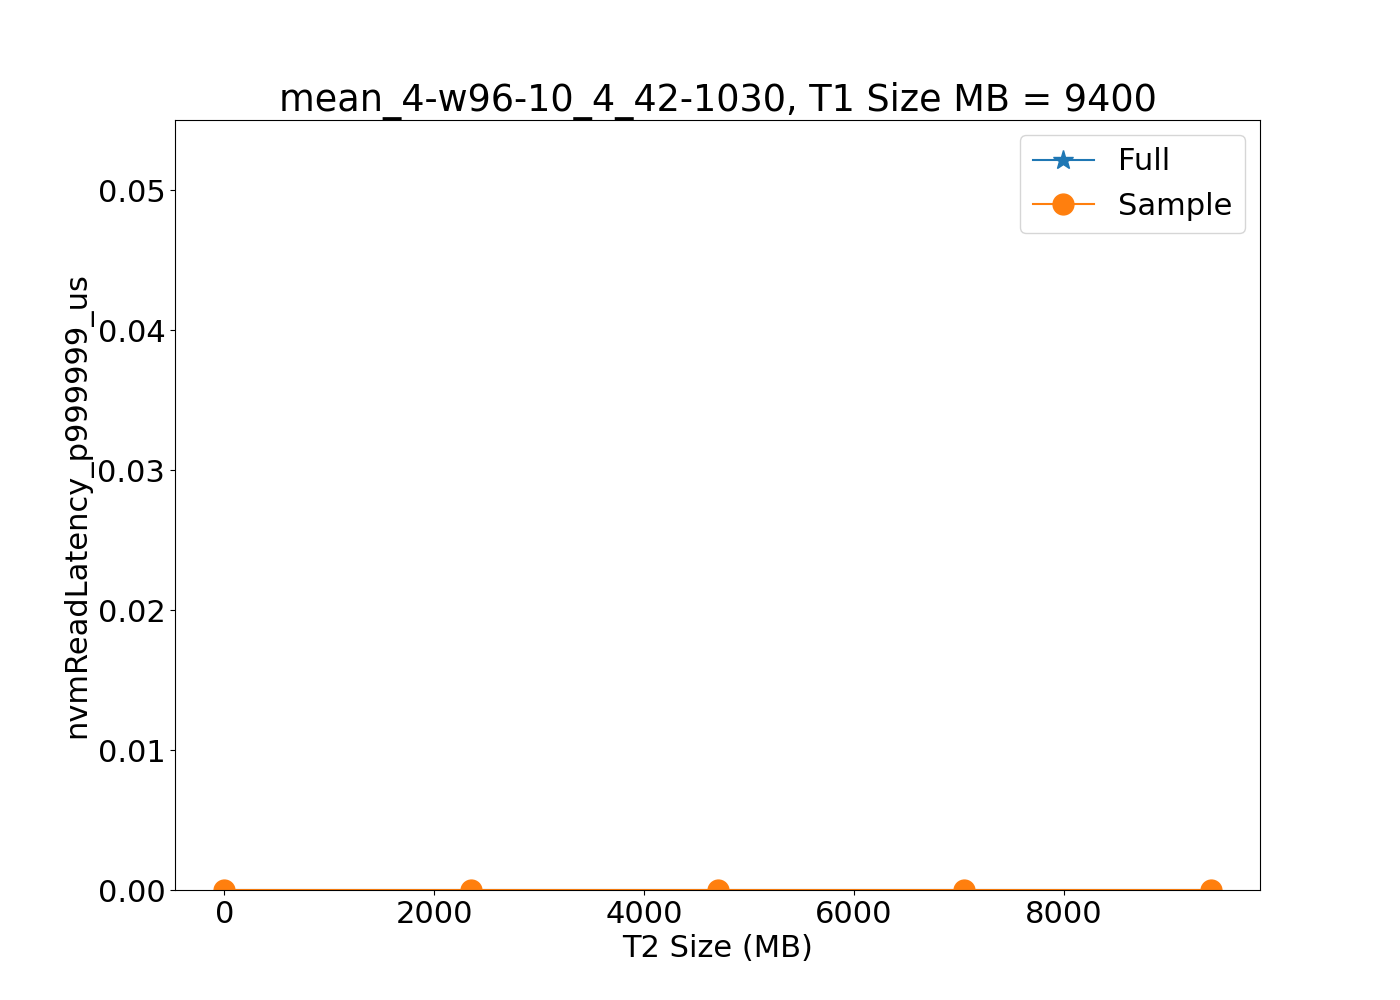 mean_4-w96-10_4_42-1030, T1 Size MB = 9400
Full
Sample
nvmReadLatency_p999999_us
0.05
0.04
0.03
0.02
0.01
0.00
0
2000
4000
6000
8000
T2 Size (MB)